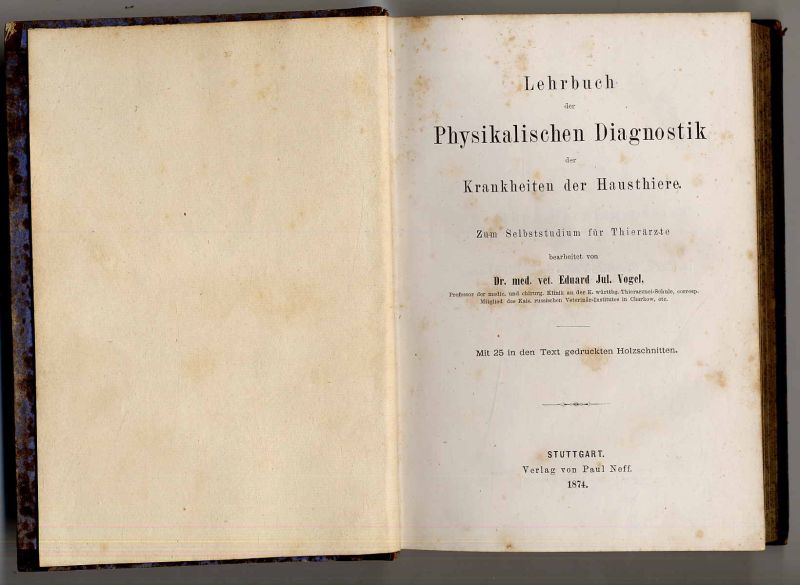 Lehrbuch
der
Physikalischen Diagnostik
der
Krankheiten der Hausthiere.
Zum Selbststudium für Thierärzte
bearbeitet von
Dr. med. vet. Eduard Jul. Vogel,
Professor der medic. und chirurg. Klinik an der K. württbg. Thierarznei-Schule, corresp.
Mitglied des Kais. russischen Veterinär-Institutes in Charkow, etc.
Mit 25 in den Text gedruckten Holzschnitten.
STUTTGART.
Verlag von Paul Neff.
1874.